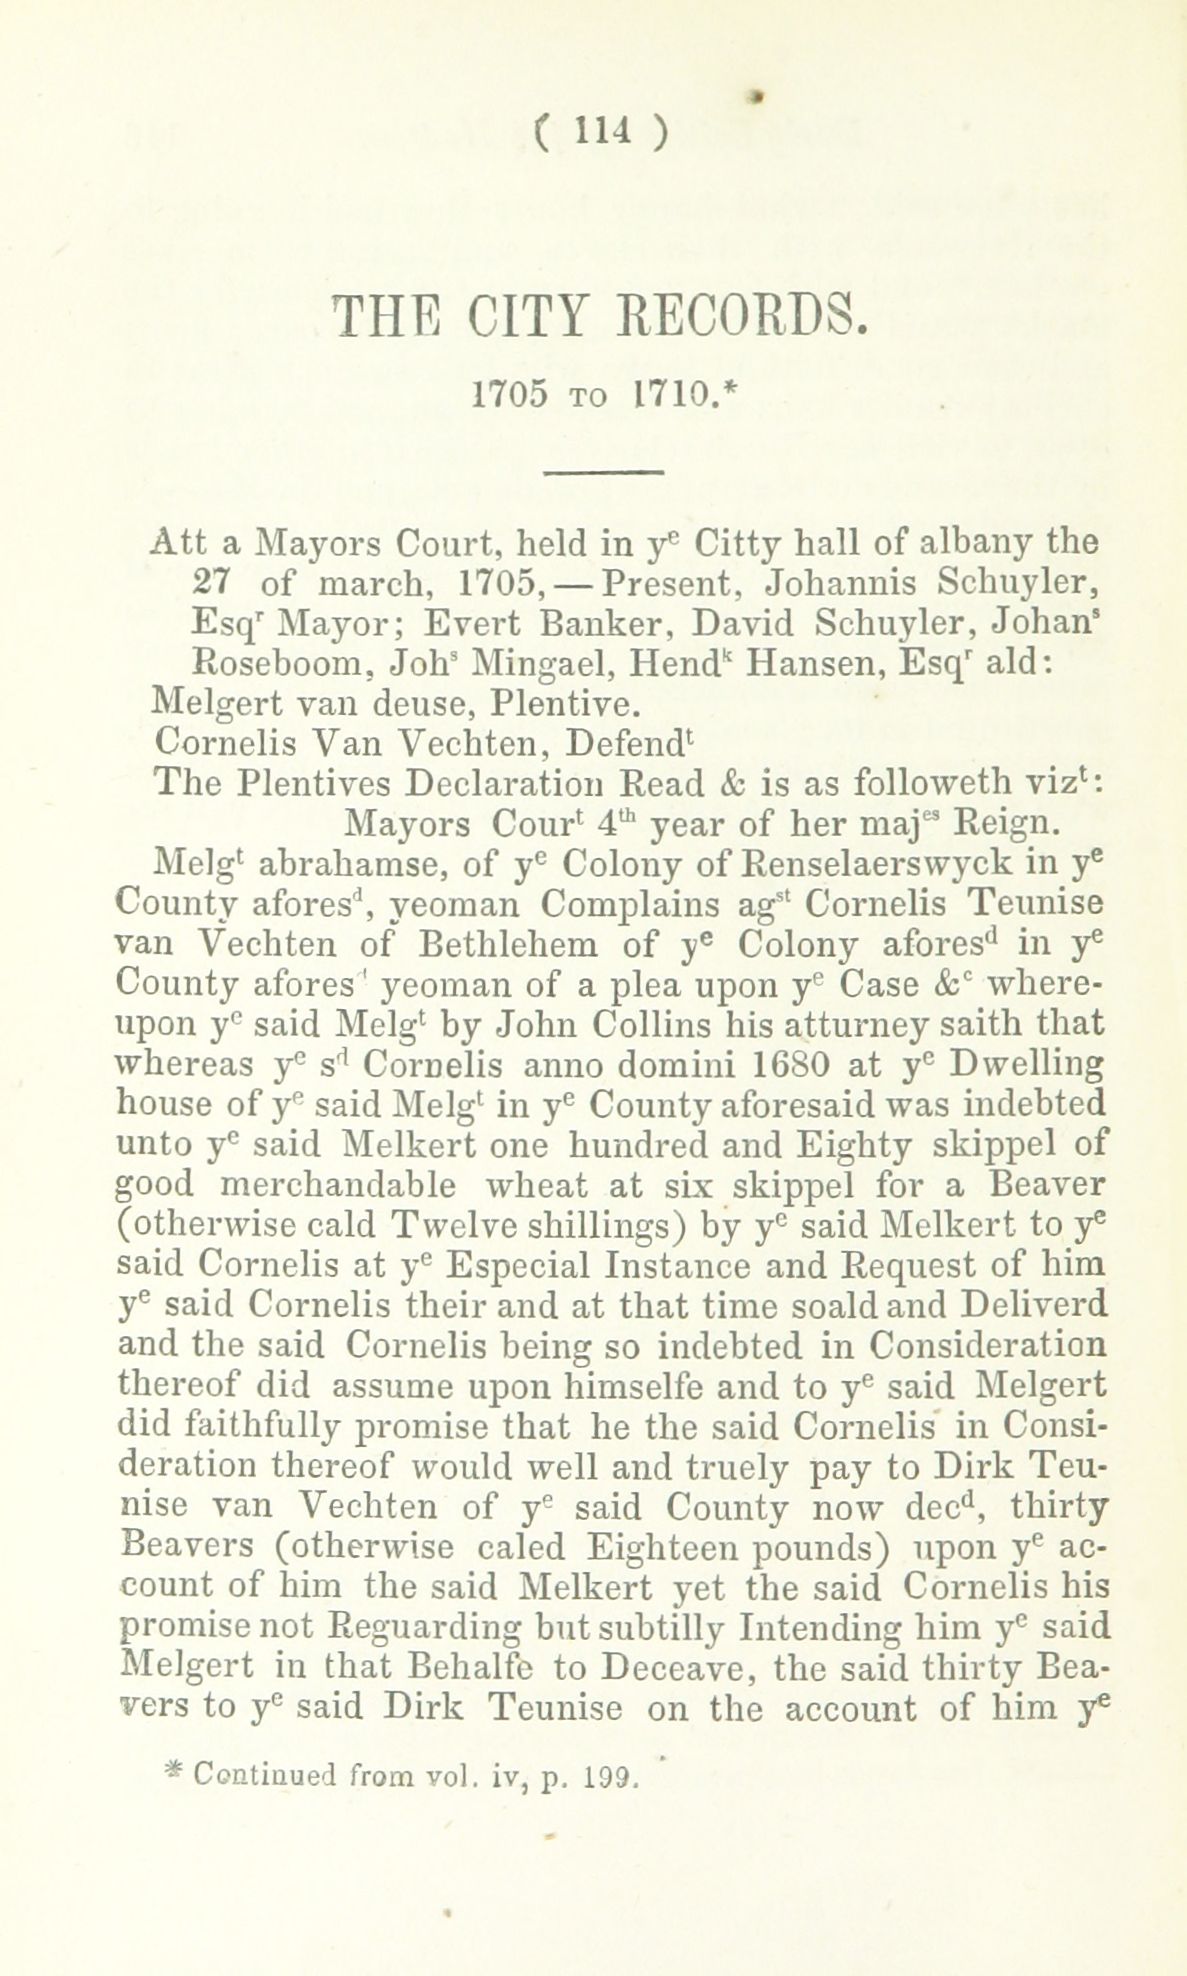 ( 114 )
THE CITY RECORDS.
1705 TO 1710.*
Att a Mayors Court, held in yᵉ Citty hall of albany the
27 of march, 1705,—Present, Johannis Schuyler,
Esqʳ Mayor; Evert Banker, David Schuyler, Johanˢ
Roseboom, Johˢ Mingael, Hendᵏ Hansen, Esqʳ ald:
Melgert van deuse, Plentive.
Cornelis Van Vechten, Defendᵗ
The Plentives Declaration Read & is as followeth vizᵗ:
Mayors Courᵗ 4ᵗʰ year of her majᵉˢ Reign.
Melgᵗ abrahamse, of yᵉ Colony of Renselaerswyck in yᵉ
County aforesᵈ, yeoman Complains agˢᵗ Cornelis Teunise
van Vechten of Bethlehem of yᵉ Colony aforesᵈ in yᵉ
County aforesᵈ yeoman of a plea upon yᵉ Case &ᶜ where-
upon yᵉ said Melgᵗ by John Collins his atturney saith that
whereas yᵉ sᵈ Cornelis anno domini 1680 at yᵉ Dwelling
house of yᵉ said Melgᵗ in yᵉ County aforesaid was indebted
unto yᵉ said Melkert one hundred and Eighty skippel of
good merchandable wheat at six skippel for a Beaver
(otherwise cald Twelve shillings) by yᵉ said Melkert to yᵉ
said Cornelis at yᵉ Especial Instance and Request of him
yᵉ said Cornelis their and at that time soald and Deliverd
and the said Cornelis being so indebted in Consideration
thereof did assume upon himselfe and to yᵉ said Melgert
did faithfully promise that he the said Cornelis in Consi-
deration thereof would well and truely pay to Dirk Teu-
nise van Vechten of yᵉ said County now decᵈ, thirty
Beavers (otherwise caled Eighteen pounds) upon yᵉ ac-
count of him the said Melkert yet the said Cornelis his
promise not Reguarding but subtilly Intending him yᵉ said
Melgert in that Behalfe to Deceave, the said thirty Bea-
vers to yᵉ said Dirk Teunise on the account of him yᵉ
* Continued from vol. iv, p. 199.